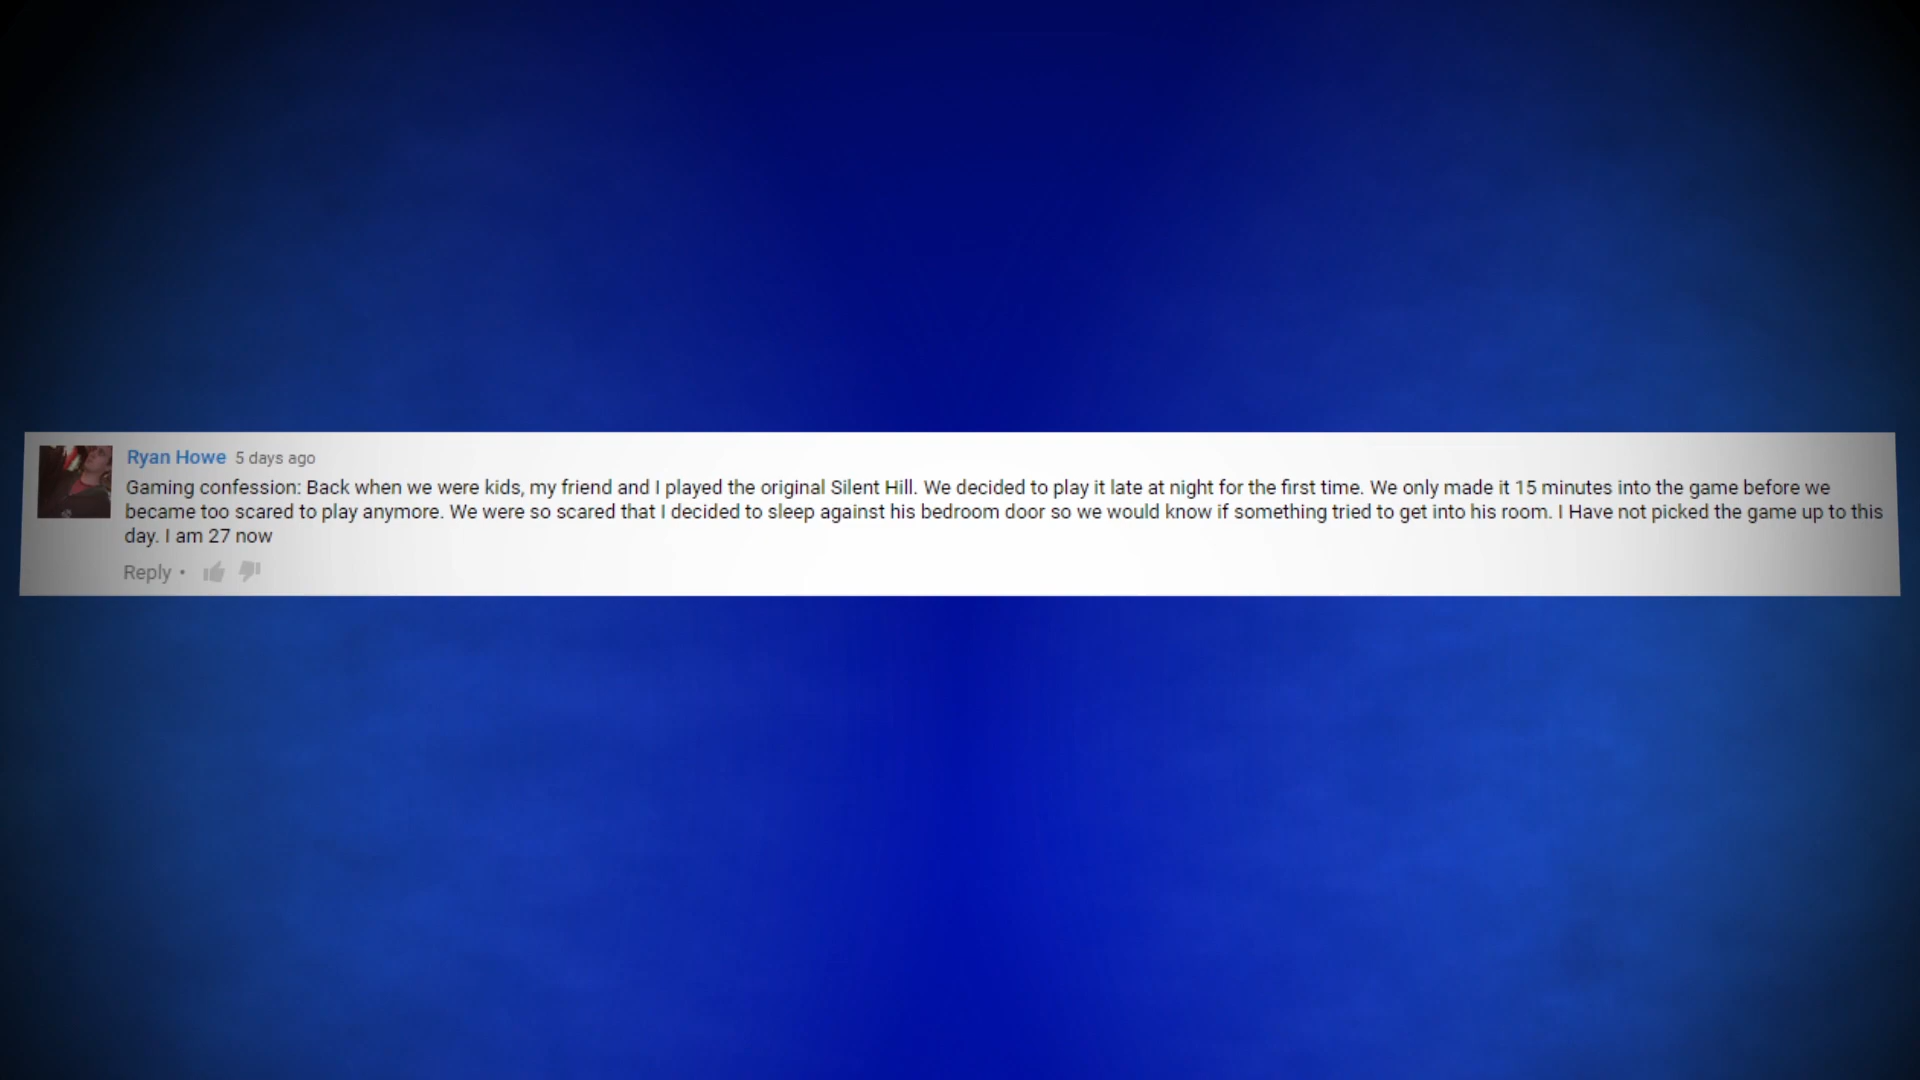 Ryan Howe 5 days ago
Gaming confession: Back when we were kids, my friend and I played the original Silent Hill. We decided to play it late at night for the first time. We only made it 15 minutes into the game before we
became too scared to play anymore. We were so scared that I decided to sleep against his bedroom door so we would know if something tried to get into his room. I Have not picked the game up to this
day. I am 27 now
Reply •